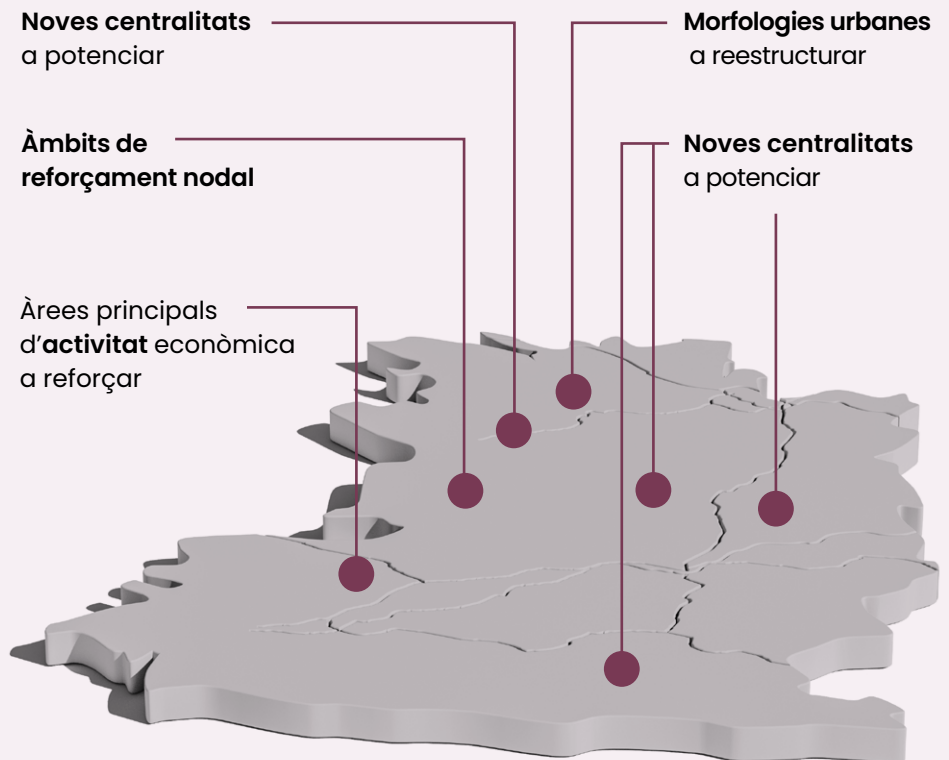 Noves centralitats
a potenciar
Àmbits de
reforçament nodal
Àrees principals
d’activitat econòmica
a reforçar
Morfologies urbanes
a reestructurar
Noves centralitats
a potenciar